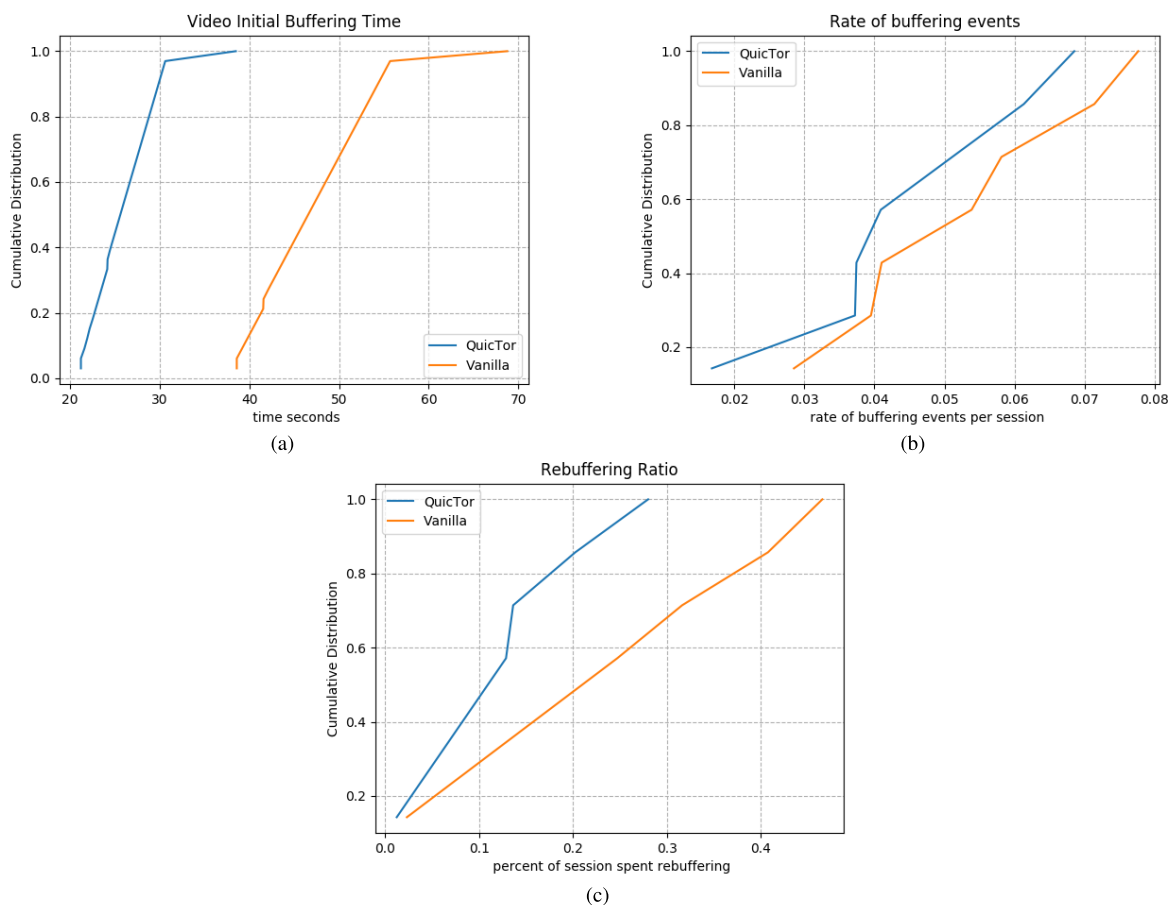 Video Initial Buffering Time
1.0
0.8
0.6
0.4
0.2
0.0
Cumulative Distribution
QuicTor
Vanilla
20 30 40 50 60 70
time seconds
(a)
Rate of buffering events
QuicTor
Vanilla
1.0
0.8
0.6
0.4
0.2
Cumulative Distribution
0.02 0.03 0.04 0.05 0.06 0.07 0.08
rate of buffering events per session
(b)
Rebuffering Ratio
QuicTor
Vanilla
1.0
0.8
0.6
0.4
0.2
Cumulative Distribution
0.0 0.1 0.2 0.3 0.4
percent of session spent rebuffering
(c)